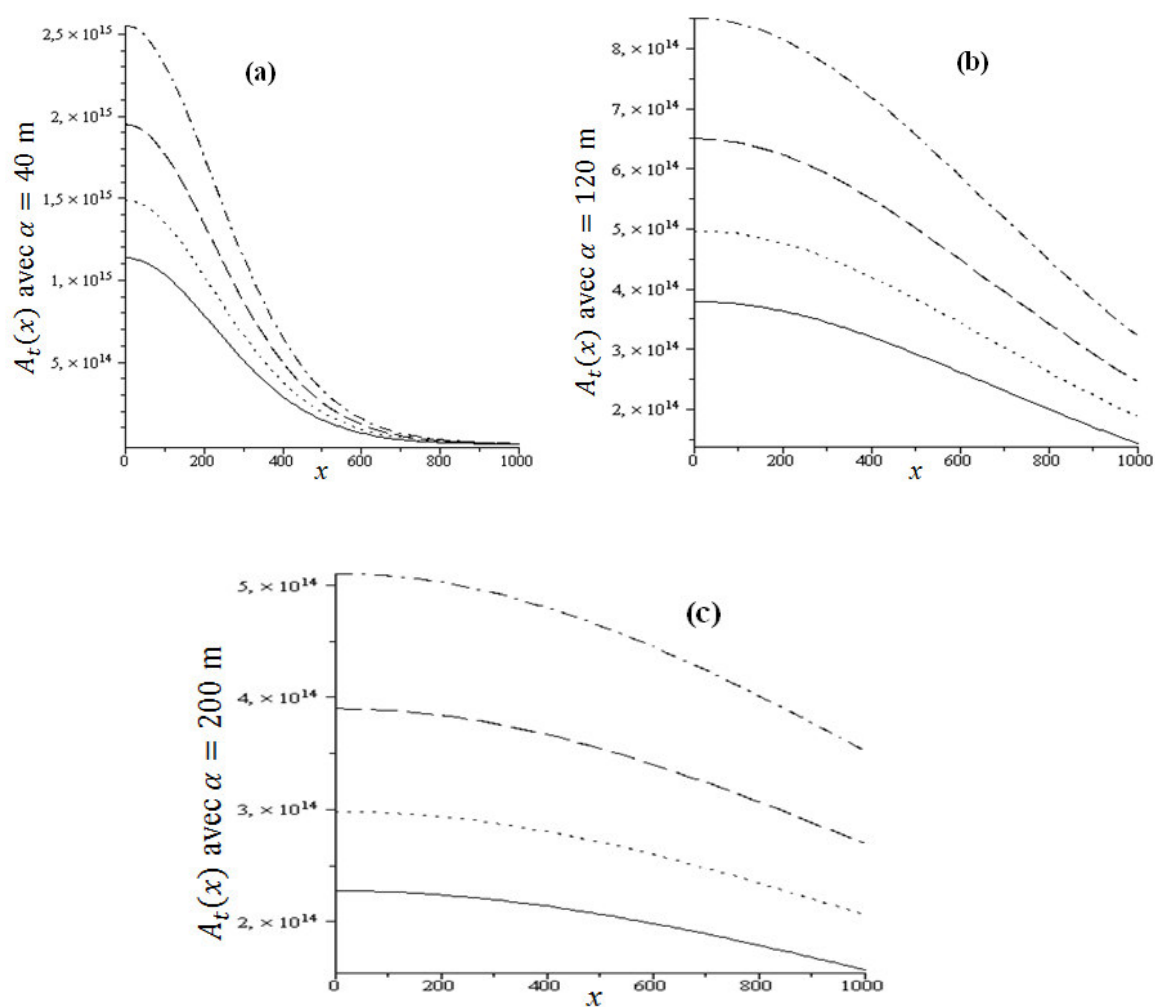 (a)
A_t(x) avec α = 40 m
2,5×10^15
2,×10^15
1,5×10^15
1,×10^15
5,×10^14
0 200 400 600 800 1000
x
(b)
A_t(x) avec α = 120 m
8,×10^14
7,×10^14
6,×10^14
5,×10^14
4,×10^14
3,×10^14
2,×10^14
0 200 400 600 800 1000
x
(c)
A_t(x) avec α = 200 m
5,×10^14
4,×10^14
3,×10^14
2,×10^14
0 200 400 600 800 1000
x